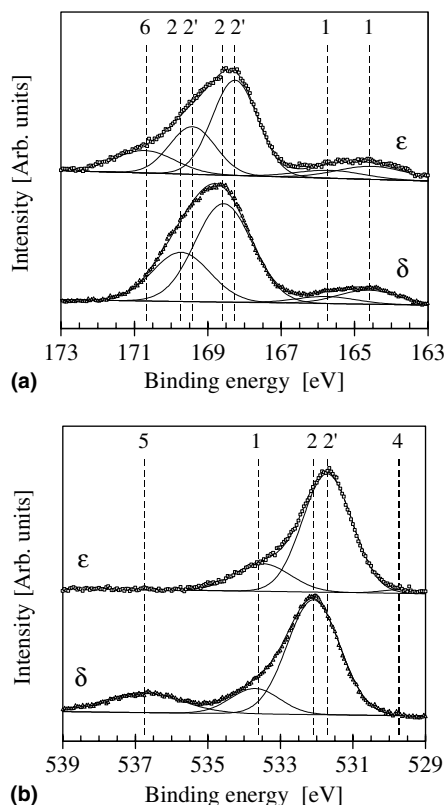 6 2 2' 2 2' 1 1
Intensity [Arb. units]
ε
δ
173 171 169 167 165 163
(a)
Binding energy [eV]
5 1 2 2' 4
Intensity [Arb. units]
ε
δ
539 537 535 533 531 529
(b)
Binding energy [eV]